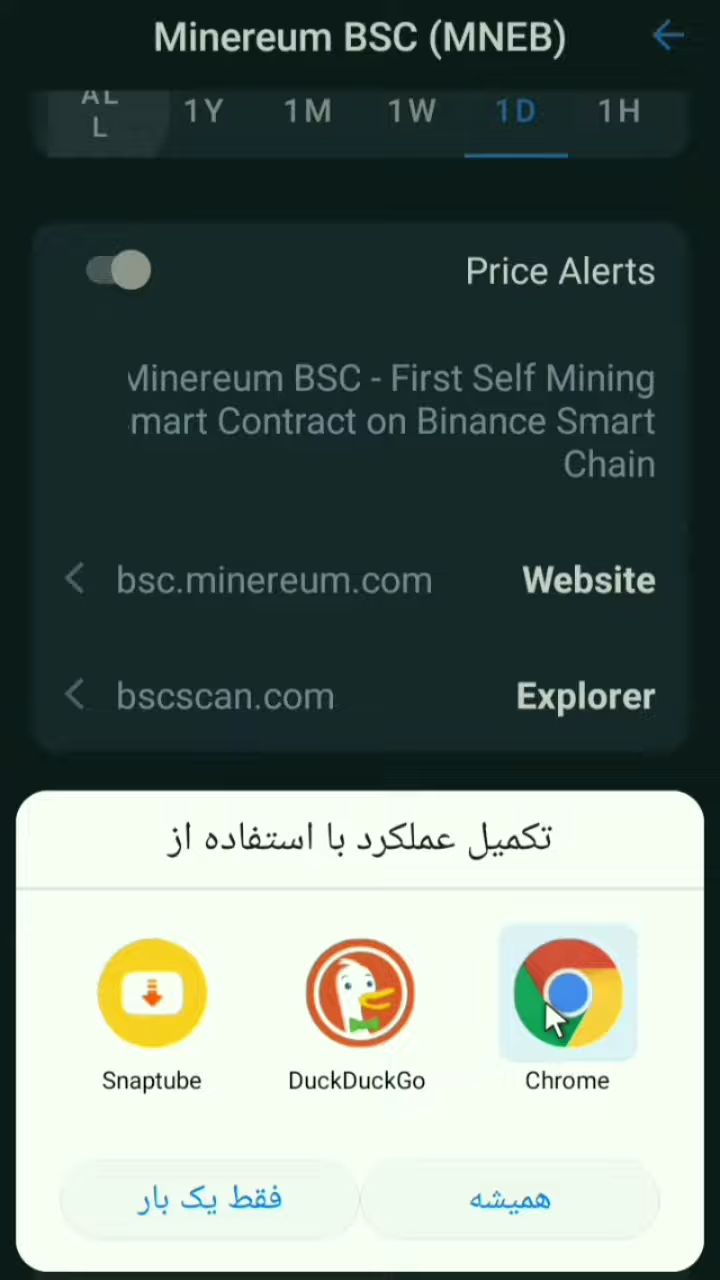 Minereum BSC (MNEB)
AL
L
1Y
1M
1W
1D
1H
Price Alerts
Minereum BSC - First Self Mining
mart Contract on Binance Smart
Chain
bsc.minereum.com
Website
bscscan.com
Explorer
تکمیل عملکرد با استفاده از
Snaptube
DuckDuckGo
Chrome
فقط یک بار
همیشه